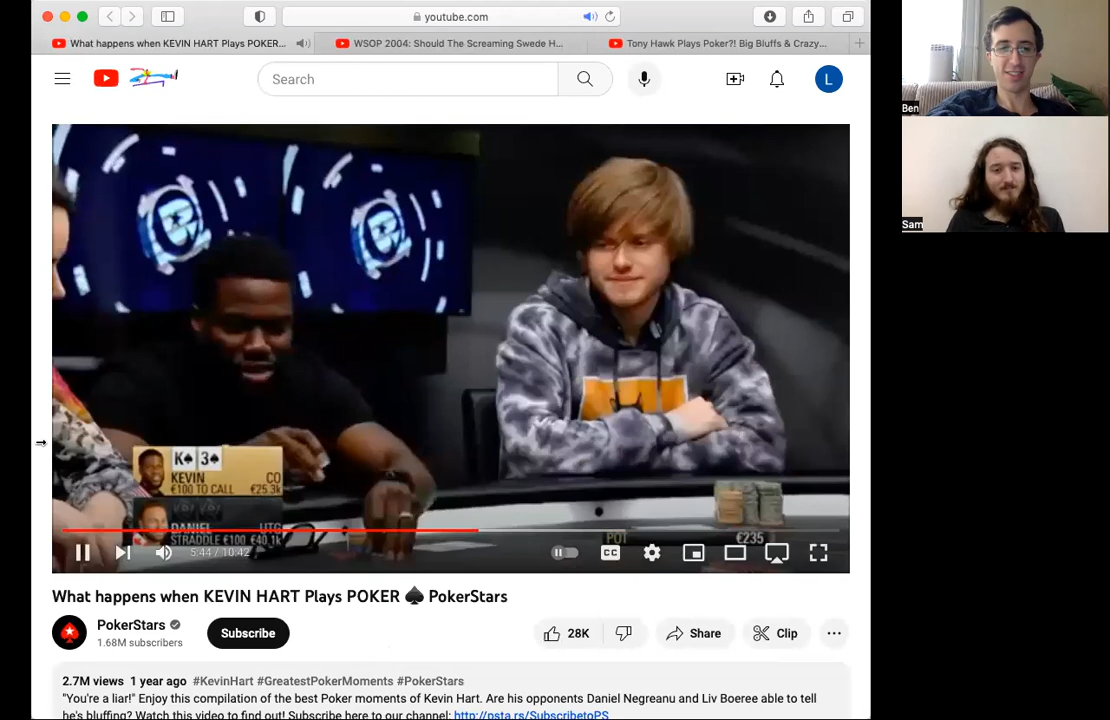 youtube.com
What happens when KEVIN HART Plays POKER...
WSOP 2004: Should The Screaming Swede H...
Tony Hawk Plays Poker?! Big Bluffs & Crazy...
Search
L
Ben
Sam
K♠ 3♠
KEVIN CO
€100 TO CALL €25.3k
DANIEL UTG
STRADDLE €100 €40.1k
POT
€235
5:44 / 10:42
CC
What happens when KEVIN HART Plays POKER ♠ PokerStars
PokerStars
1.68M subscribers
Subscribe
28K
Share
Clip
2.7M views 1 year ago #KevinHart #GreatestPokerMoments #PokerStars
"You're a liar!" Enjoy this compilation of the best Poker moments of Kevin Hart. Are his opponents Daniel Negreanu and Liv Boeree able to tell
he's bluffing? Watch this video to find out! Subscribe here to our channel: http://psta.rs/SubscribetoPS